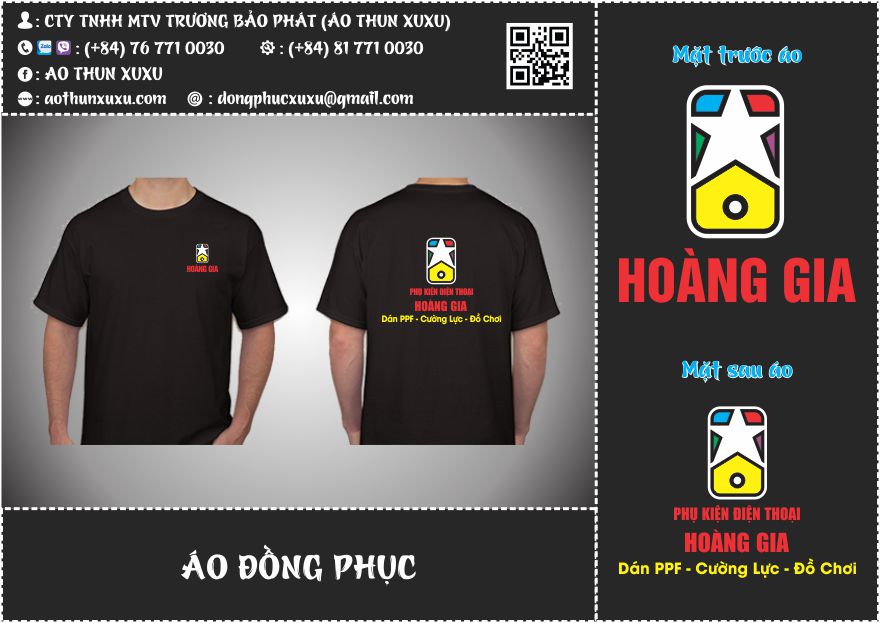 : CTY TNHH MTV TRƯƠNG BẢO PHÁT (ÁO THUN XUXU)
Zalo : (+84) 76 771 0030 : (+84) 81 771 0030
: AO THUN XUXU
www : aothunxuxu.com @ : dongphucxuxu@gmail.com
HOÀNG GIA
PHỤ KIỆN ĐIỆN THOẠI
HOÀNG GIA
Dán PPF - Cường Lực - Đồ Chơi
ÁO ĐỒNG PHỤC
Mặt trước áo
HOÀNG GIA
Mặt sau áo
PHỤ KIỆN ĐIỆN THOẠI
HOÀNG GIA
Dán PPF - Cường Lực - Đồ Chơi